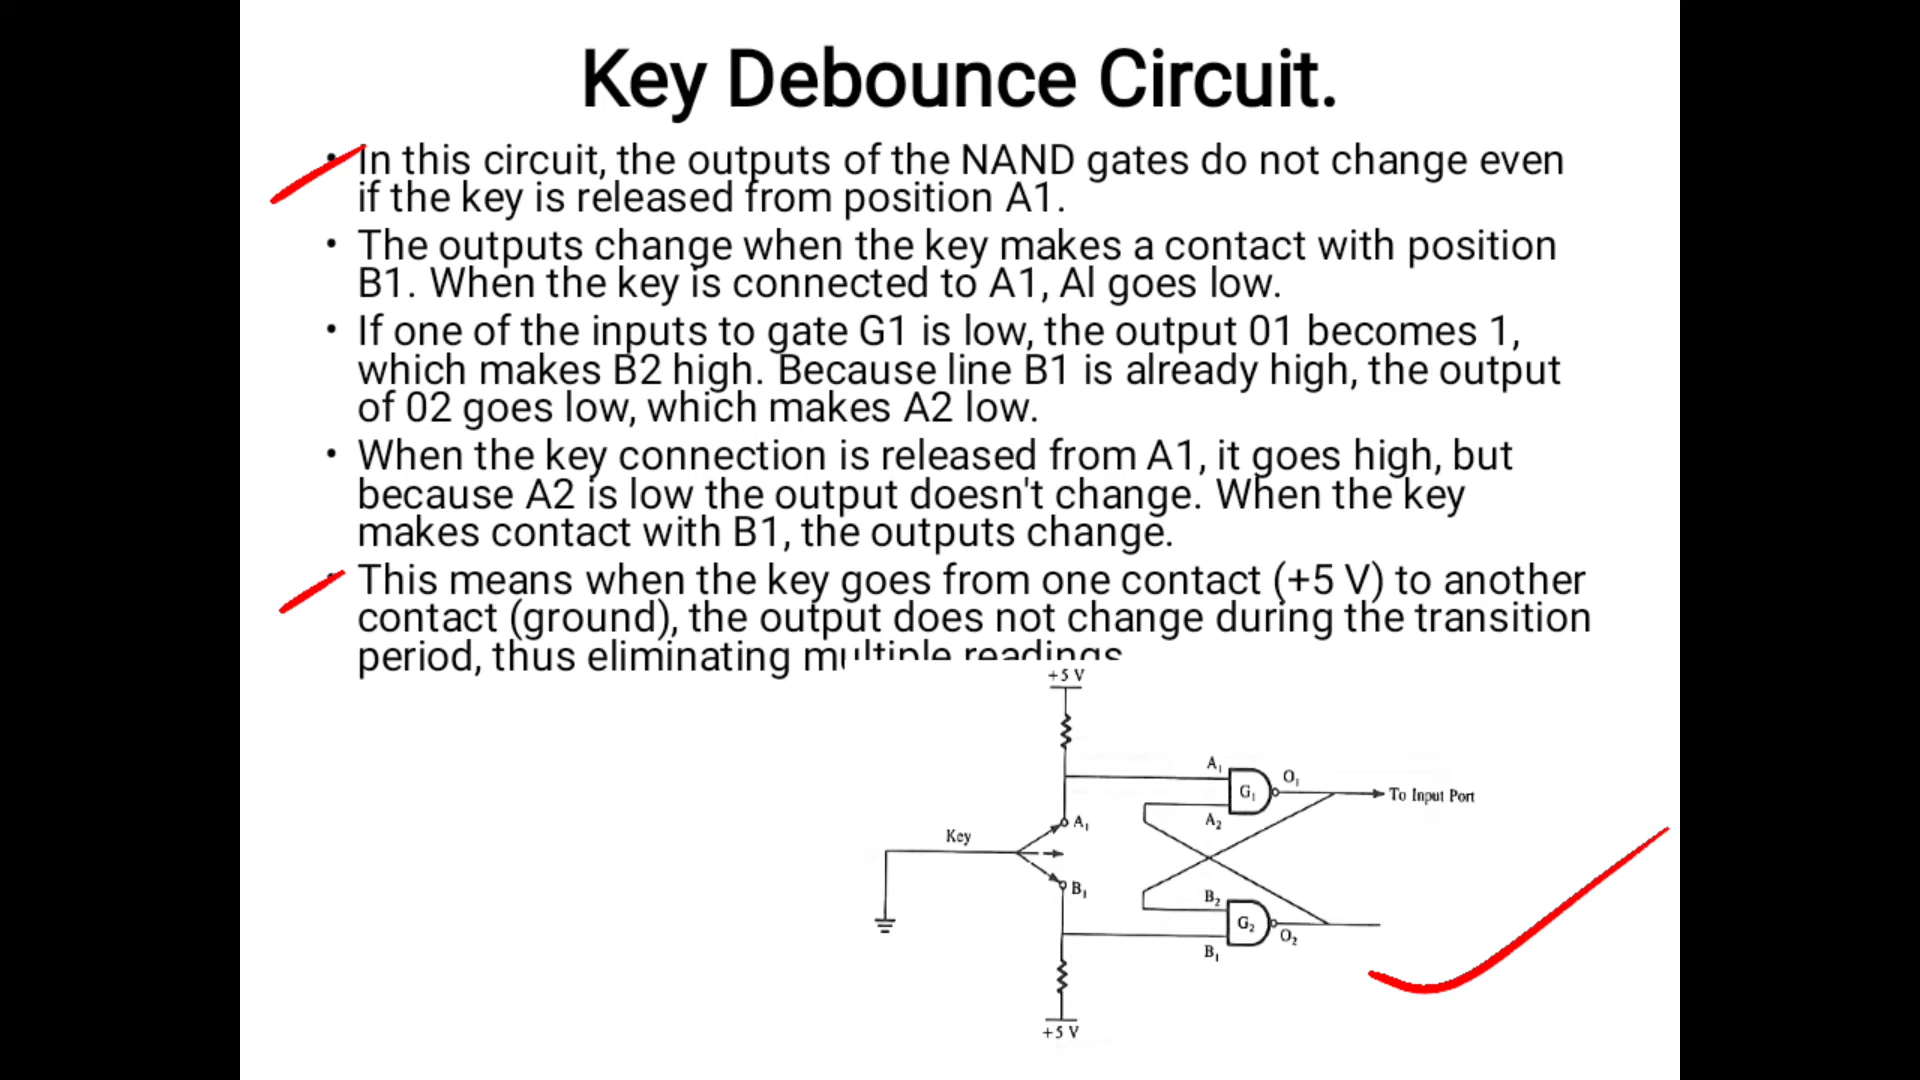 Key Debounce Circuit.
• In this circuit, the outputs of the NAND gates do not change even
if the key is released from position A1.
• The outputs change when the key makes a contact with position
B1. When the key is connected to A1, Al goes low.
• If one of the inputs to gate G1 is low, the output 01 becomes 1,
which makes B2 high. Because line B1 is already high, the output
of 02 goes low, which makes A2 low.
• When the key connection is released from A1, it goes high, but
because A2 is low the output doesn't change. When the key
makes contact with B1, the outputs change.
• This means when the key goes from one contact (+5 V) to another
contact (ground), the output does not change during the transition
period, thus eliminating multiple readings
+5 V
A₁
G₁
O₁
To Input Port
A₂
Key
A₁
B₁
B₂
G₂
O₂
B₁
+5 V